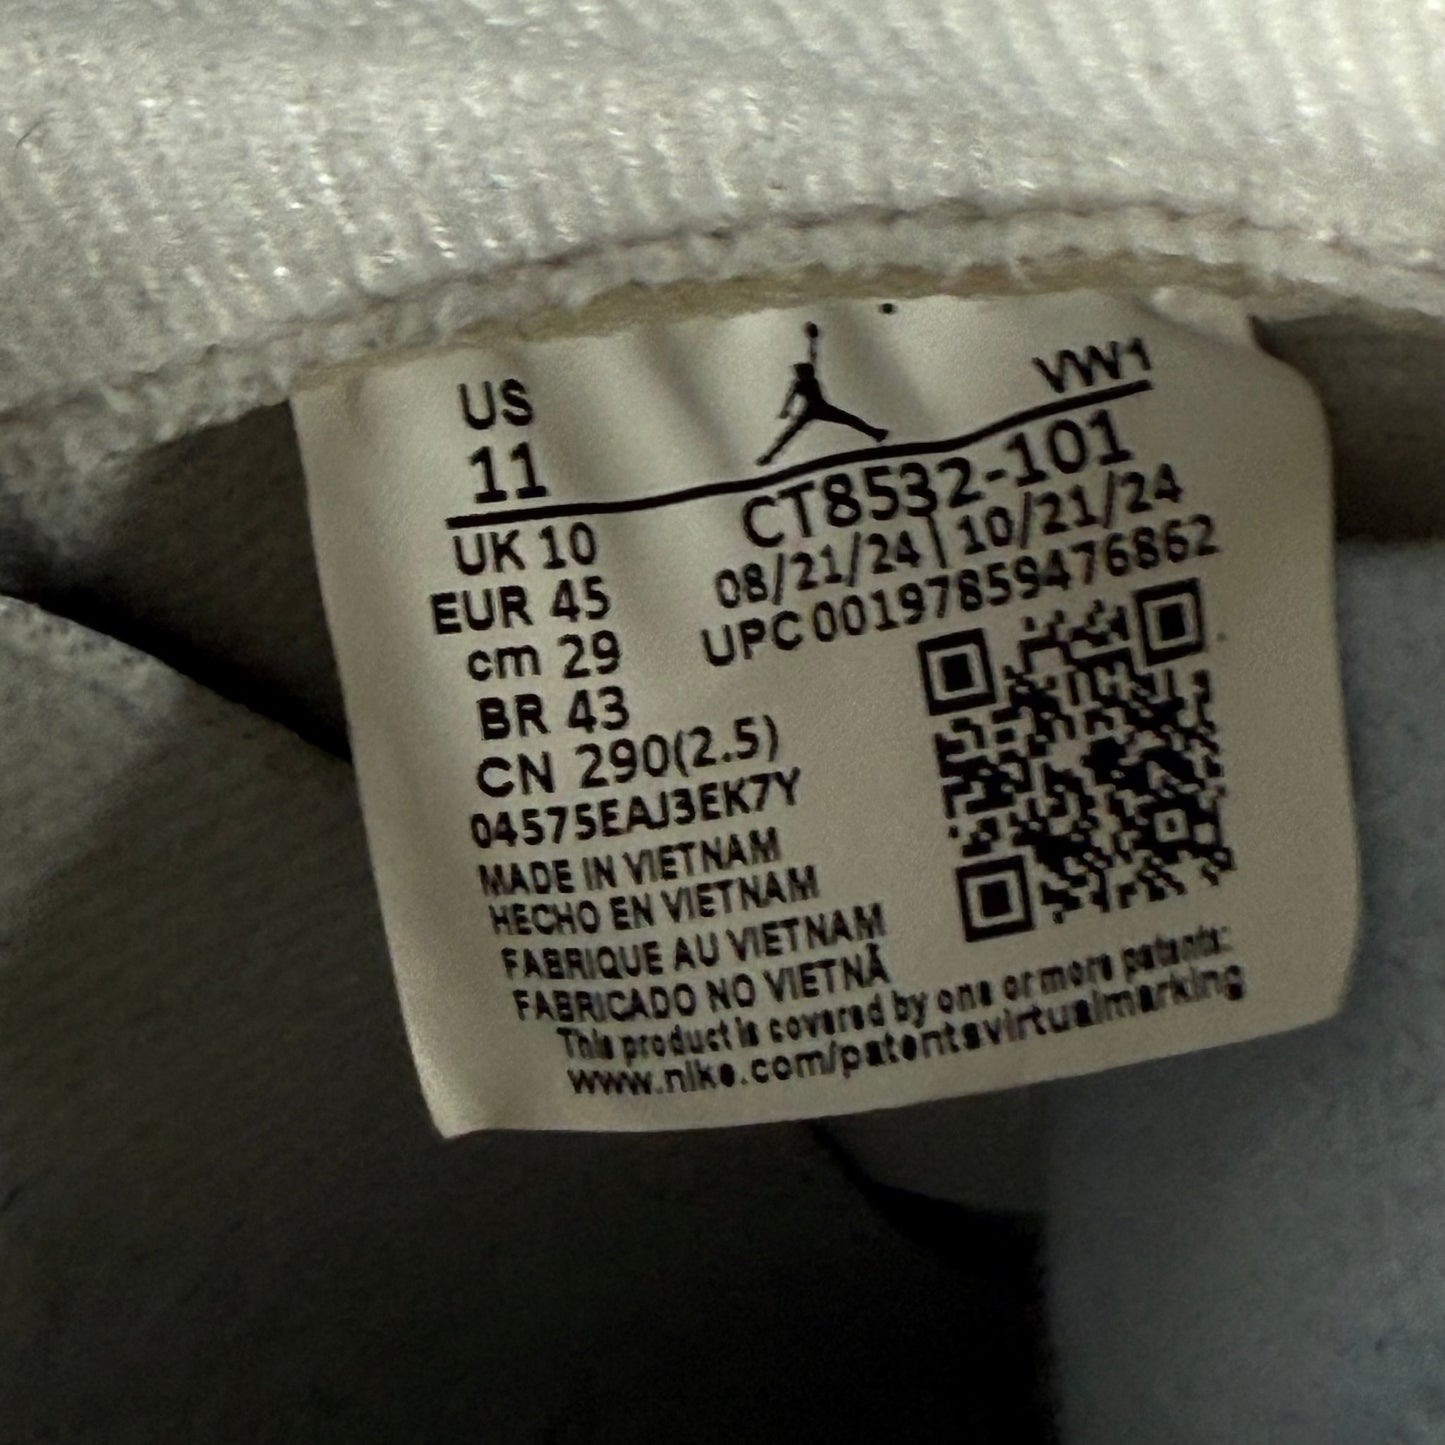 US
11
VW1
UK 10
EUR 45
cm 29
BR 43
CN 290(2.5)
CT8532-101
08/21/24 | 10/21/24
UPC 00197859476862
04575EAJ3EK7Y
MADE IN VIETNAM
HECHO EN VIETNAM
FABRIQUE AU VIETNAM
FABRICADO NO VIETNÃ
This product is covered by one or more patents:
www.nike.com/patentsvirtualmarking